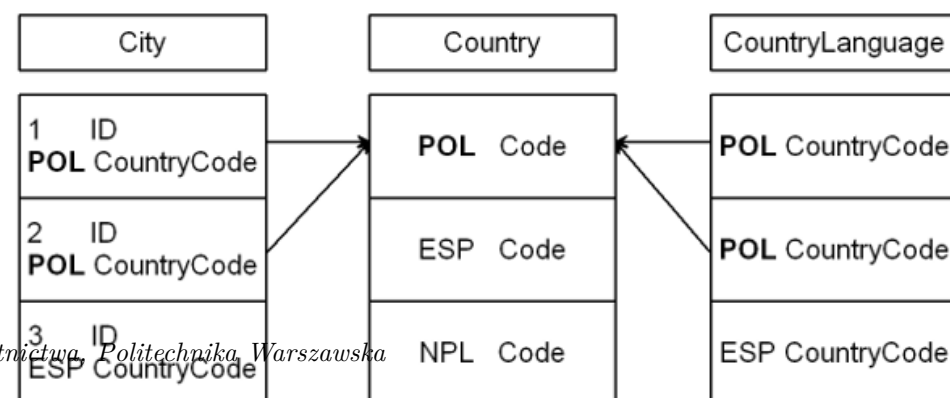 City
Country
CountryLanguage
1 ID
POL CountryCode
POL Code
POL CountryCode
2 ID
POL CountryCode
ESP Code
POL CountryCode
3 ID
ESP CountryCode
Politechnika Warszawska
NPL Code
ESP CountryCode